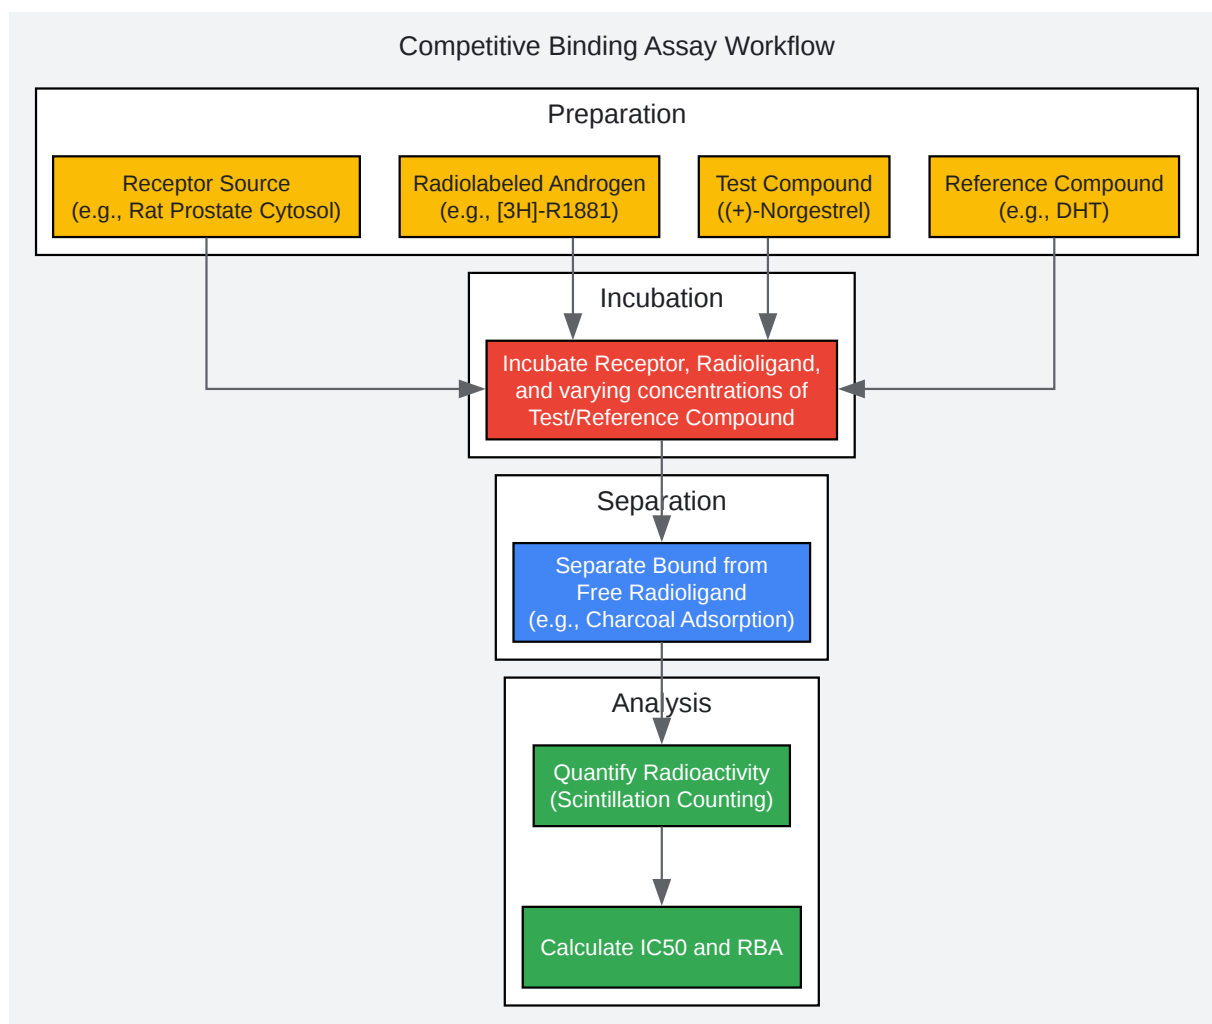 Competitive Binding Assay Workflow
Preparation
Receptor Source
(e.g., Rat Prostate Cytosol)
Radiolabeled Androgen
(e.g., [3H]-R1881)
Test Compound
((+)-Norgestrel)
Reference Compound
(e.g., DHT)
Incubation
Incubate Receptor, Radioligand,
and varying concentrations of
Test/Reference Compound
Separation
Separate Bound from
Free Radioligand
(e.g., Charcoal Adsorption)
Analysis
Quantify Radioactivity
(Scintillation Counting)
Calculate IC50 and RBA